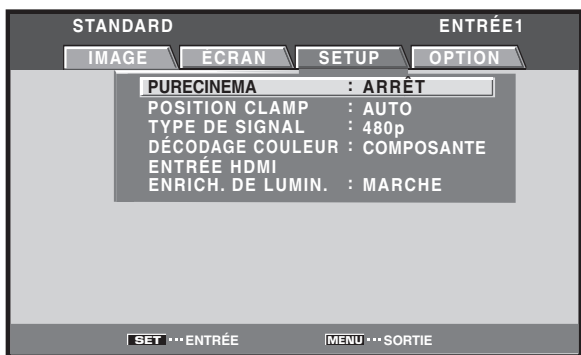 STANDARD ENTRÉE1
IMAGE ÉCRAN SETUP OPTION
PURECINEMA : ARRÊT
POSITION CLAMP : AUTO
TYPE DE SIGNAL : 480p
DÉCODAGE COULEUR : COMPOSANTE
ENTRÉE HDMI
ENRICH. DE LUMIN. : MARCHE
SET ··· ENTRÉE MENU ··· SORTIE